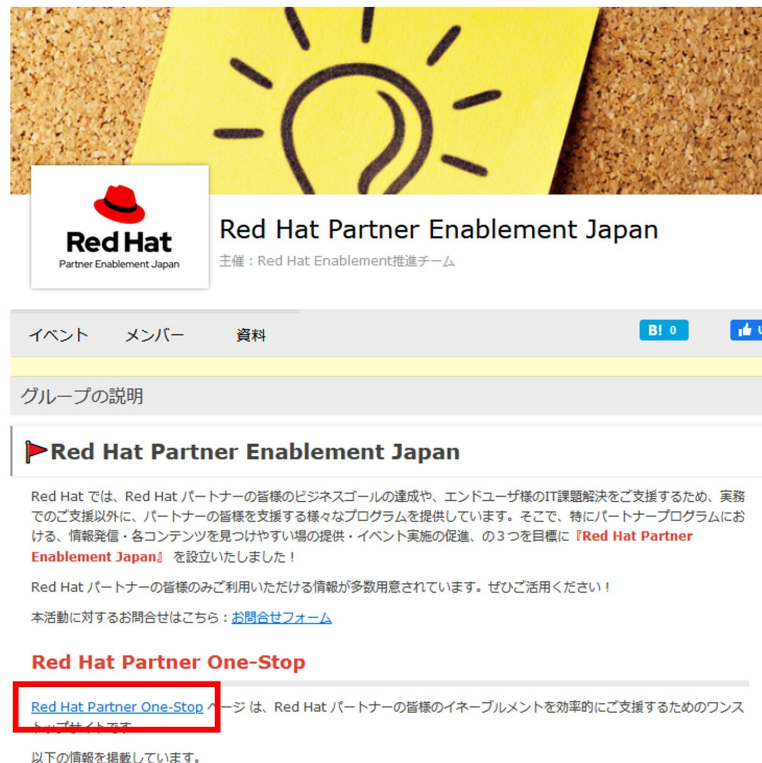 Red Hat
Partner Enablement Japan
Red Hat Partner Enablement Japan
主催：Red Hat Enablement推進チーム
イベント メンバー 資料
B! 0
グループの説明
Red Hat Partner Enablement Japan
Red Hat では、Red Hat パートナーの皆様のビジネスゴールの達成や、エンドユーザ様のIT課題解決をご支援するため、実務
でのご支援以外に、パートナーの皆様を支援する様々なプログラムを提供しています。そこで、特にパートナープログラムにお
ける、情報発信・各コンテンツを見つけやすい場の提供・イベント実施の促進、の３つを目標に『Red Hat Partner
Enablement Japan』 を設立いたしました！
Red Hat パートナーの皆様のみご利用いただける情報が多数用意されています。ぜひご活用ください！
本活動に対するお問合せはこちら：お問合せフォーム
Red Hat Partner One-Stop
Red Hat Partner One-Stop ページ は、Red Hat パートナーの皆様のイネーブルメントを効率的にご支援するためのワンス
トップサイトです
以下の情報を掲載しています。